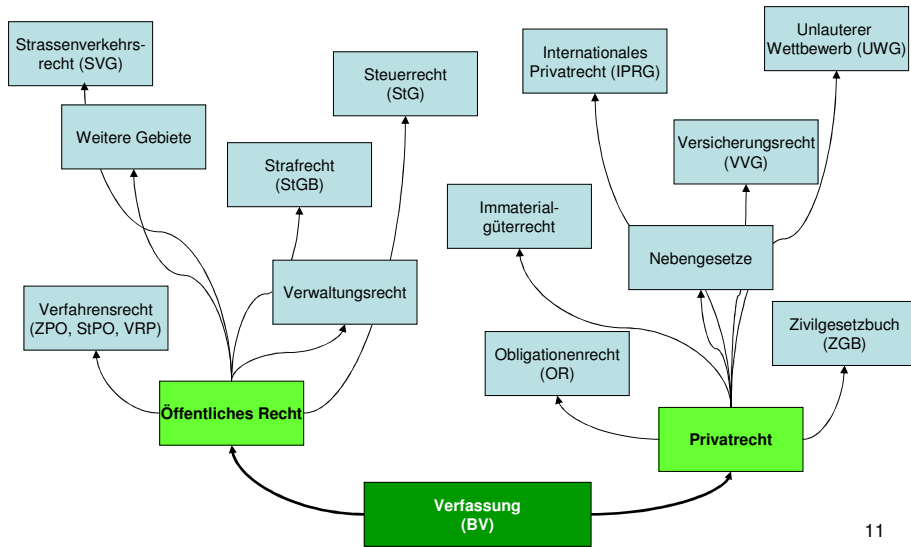 Strassenverkehrs-
recht (SVG)
Weitere Gebiete
Steuerrecht
(StG)
Strafrecht
(StGB)
Verwaltungsrecht
Verfahrensrecht
(ZPO, StPO, VRP)
Öffentliches Recht
Internationales
Privatrecht (IPRG)
Unlauterer
Wettbewerb (UWG)
Versicherungsrecht
(VVG)
Immaterial-
güterrecht
Nebengesetze
Obligationenrecht
(OR)
Zivilgesetzbuch
(ZGB)
Privatrecht
Verfassung
(BV)
11